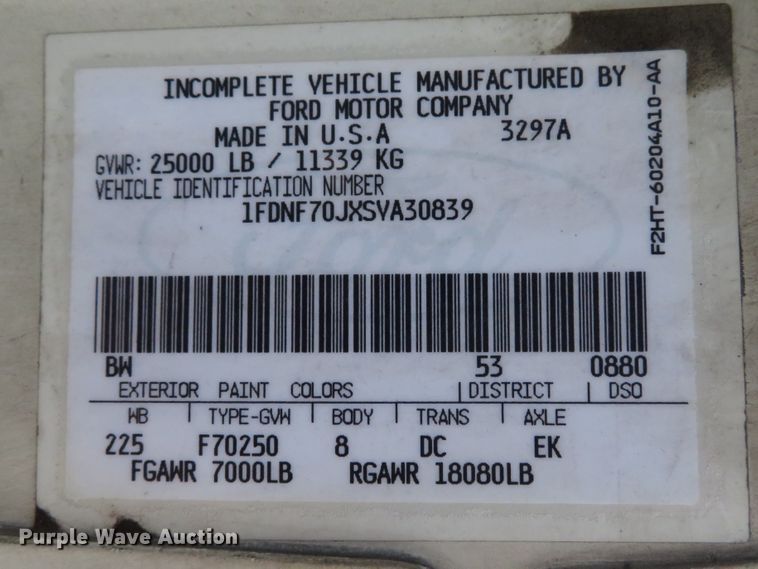 INCOMPLETE VEHICLE MANUFACTURED BY
FORD MOTOR COMPANY
MADE IN U.S.A 3297A
GVWR: 25000 LB / 11339 KG
VEHICLE IDENTIFICATION NUMBER
1FDNF70JXSVA30839
F2HT-60204A10-AA
Ford
BW 53 0880
EXTERIOR PAINT COLORS | DISTRICT | DSO
WB | TYPE-GVW | BODY | TRANS | AXLE
225 F70250 8 DC EK
FGAWR 7000LB RGAWR 18080LB
Purple Wave Auction